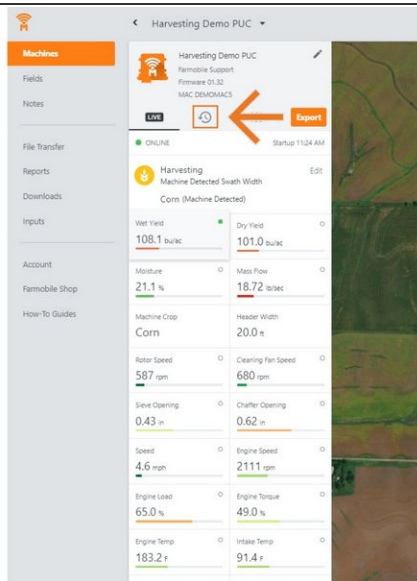 Harvesting Demo PUC
Machines
Fields
Notes
File Transfer
Reports
Downloads
Inputs
Account
Farmobile Shop
How-To Guides
Harvesting Demo PUC
Farmobile Support
Firmware 01.32
MAC DEMOMACS
LIVE
Export
ONLINE Startup 11:24 AM
Harvesting Edit
Machine Detected Swath Width
Corn (Machine Detected)
Wet Yield Dry Yield
108.1 bu/ac 101.0 bu/ac
Moisture Mass Flow
21.1 % 18.72 lb/sec
Machine Crop Header Width
Corn 20.0 ft
Rotor Speed Cleaning Fan Speed
587 rpm 680 rpm
Sieve Opening Chaffer Opening
0.43 in 0.62 in
Speed Engine Speed
4.6 mph 2111 rpm
Engine Load Engine Torque
65.0 % 49.0 %
Engine Temp Intake Temp
183.2 F 91.4 F